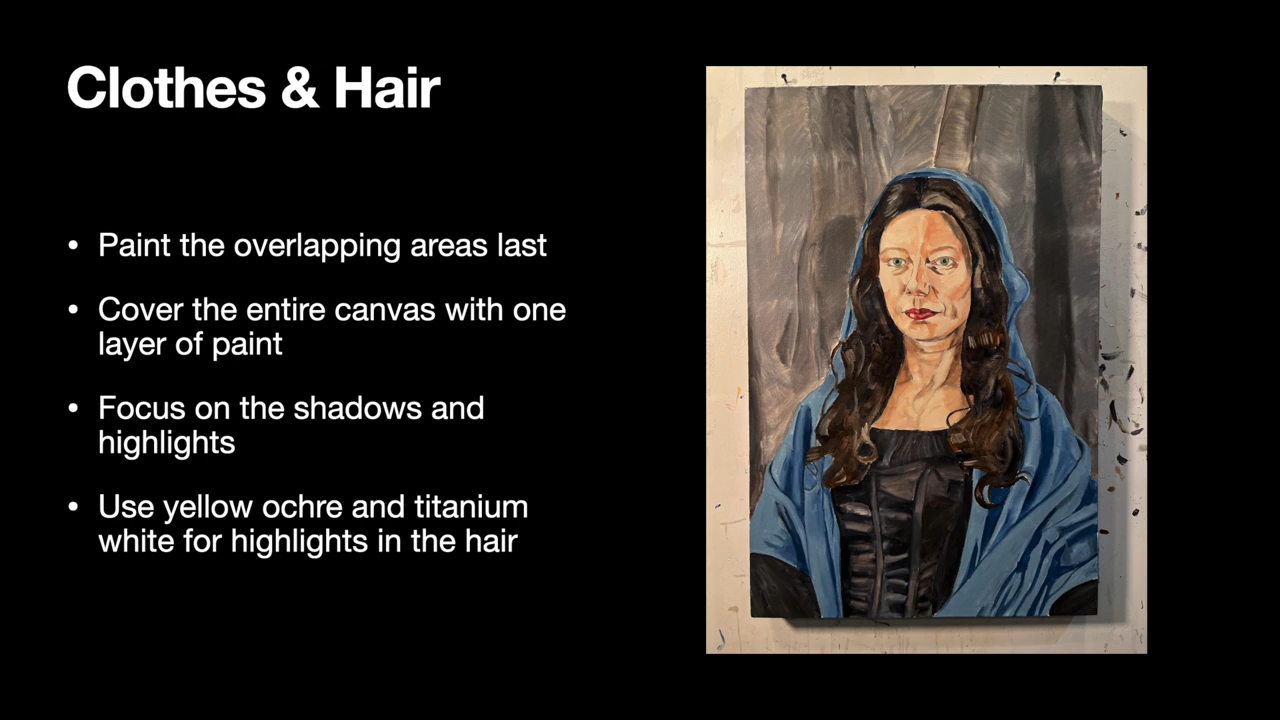 Clothes & Hair
• Paint the overlapping areas last
• Cover the entire canvas with one
layer of paint
• Focus on the shadows and
highlights
• Use yellow ochre and titanium
white for highlights in the hair